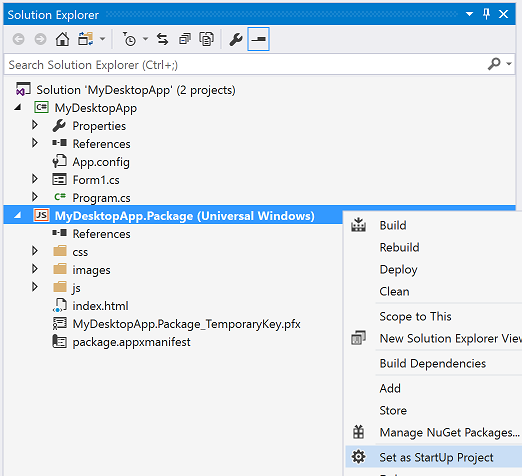 Solution Explorer
Search Solution Explorer (Ctrl+;)
Solution 'MyDesktopApp' (2 projects)
C# MyDesktopApp
Properties
References
App.config
Form1.cs
C# Program.cs
JS MyDesktopApp.Package (Universal Windows)
References
css
images
js
index.html
MyDesktopApp.Package_TemporaryKey.pfx
package.appxmanifest
Build
Rebuild
Deploy
Clean
Scope to This
New Solution Explorer View
Build Dependencies
Add
Store
Manage NuGet Packages...
Set as StartUp Project